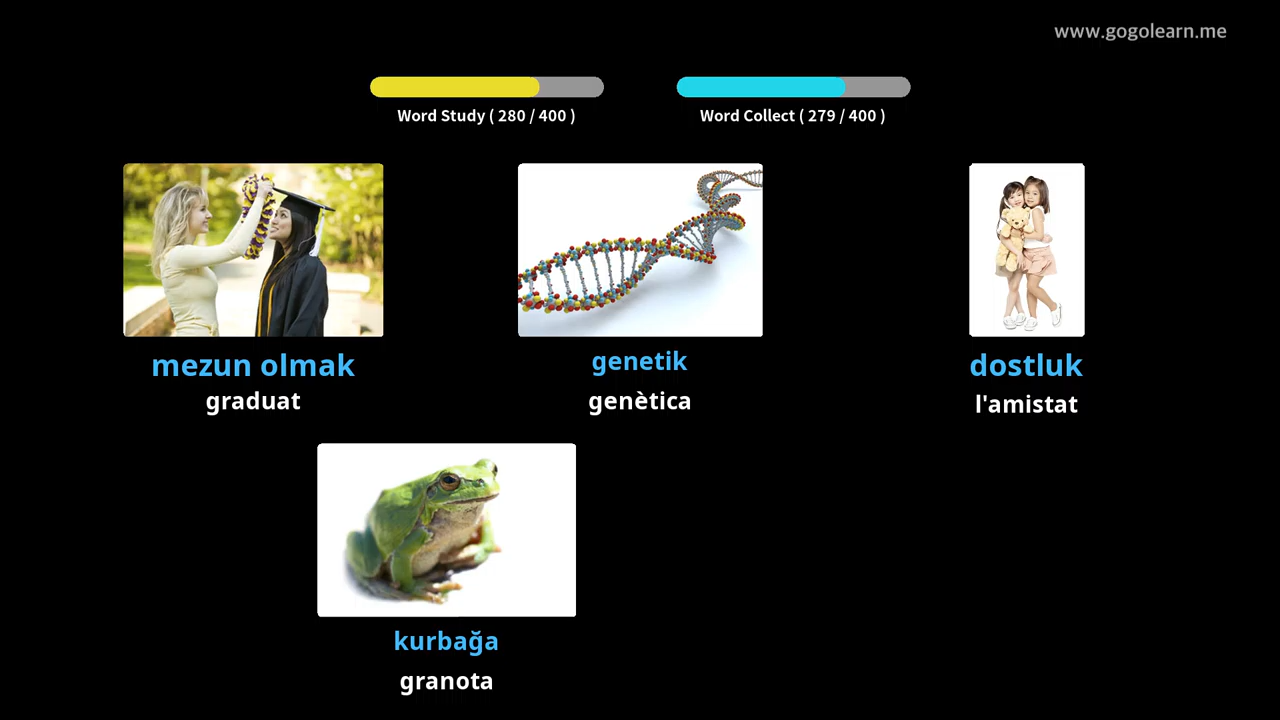 www.gogolearn.me
Word Study ( 280 / 400 )
Word Collect ( 279 / 400 )
mezun olmak
graduat
genetik
genètica
dostluk
l'amistat
kurbağa
granota